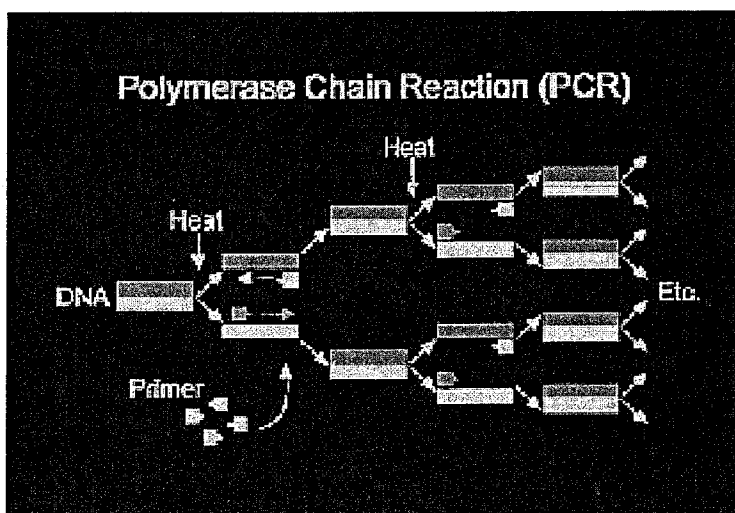 Polymerase Chain Reaction (PCR)
Heat
Heat
DNA
Etc.
Primer